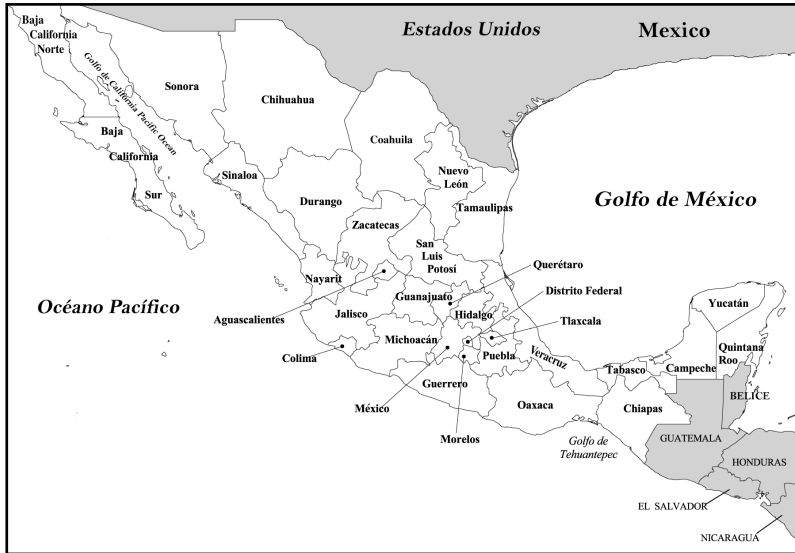 Estados Unidos
Mexico
Baja
California
Norte
Golfo de California Pacific Ocean
Sonora
Chihuahua
Coahuila
Baja
California
Sur
Sinaloa
Nuevo
León
Durango
Tamaulipas
Golfo de México
Zacatecas
San
Luis
Potosí
Nayarit
Querétaro
Océano Pacífico
Guanajuato
Distrito Federal
Yucatán
Aguascalientes
Jalisco
Hidalgo
Tlaxcala
Michoacán
Quintana
Roo
Colima
Puebla
Veracruz
Tabasco
Campeche
Guerrero
BELICE
México
Oaxaca
Chiapas
Morelos
Golfo de
Tehuantepec
GUATEMALA
HONDURAS
EL SALVADOR
NICARAGUA